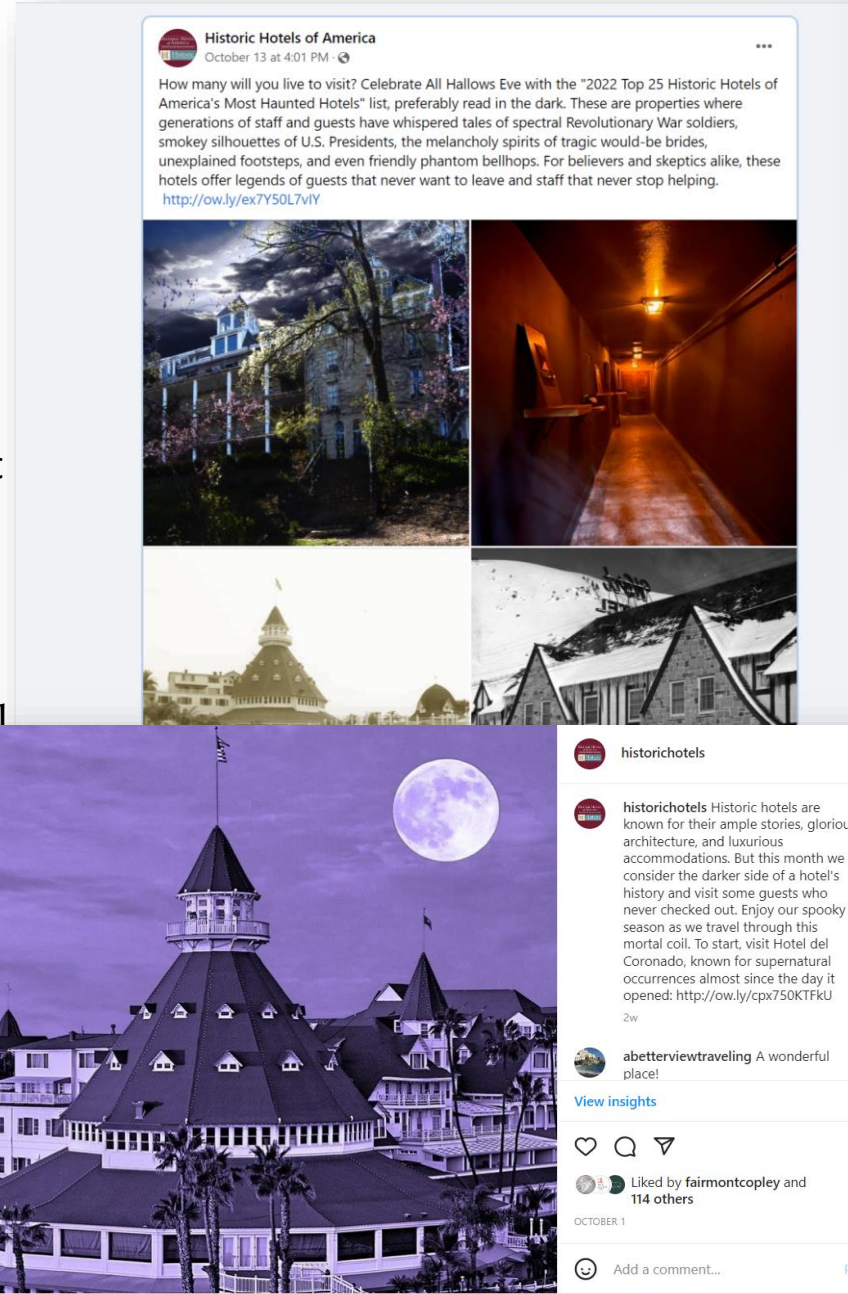 Historic Hotels of America
October 13 at 4:01 PM ·
How many will you live to visit? Celebrate All Hallows Eve with the "2022 Top 25 Historic Hotels of
America's Most Haunted Hotels" list, preferably read in the dark. These are properties where
generations of staff and guests have whispered tales of spectral Revolutionary War soldiers,
smokey silhouettes of U.S. Presidents, the melancholy spirits of tragic would-be brides,
unexplained footsteps, and even friendly phantom bellhops. For believers and skeptics alike, these
hotels offer legends of guests that never want to leave and staff that never stop helping.
http://ow.ly/ex7Y50L7vIY
t
l
historichotels
historichotels Historic hotels are
known for their ample stories, gloriou
architecture, and luxurious
accommodations. But this month we
consider the darker side of a hotel's
history and visit some guests who
never checked out. Enjoy our spooky
season as we travel through this
mortal coil. To start, visit Hotel del
Coronado, known for supernatural
occurrences almost since the day it
opened: http://ow.ly/cpx750KTFkU
2w
abetterviewtraveling A wonderful
place!
View insights
Liked by fairmontcopley and
114 others
OCTOBER 1
Add a comment...